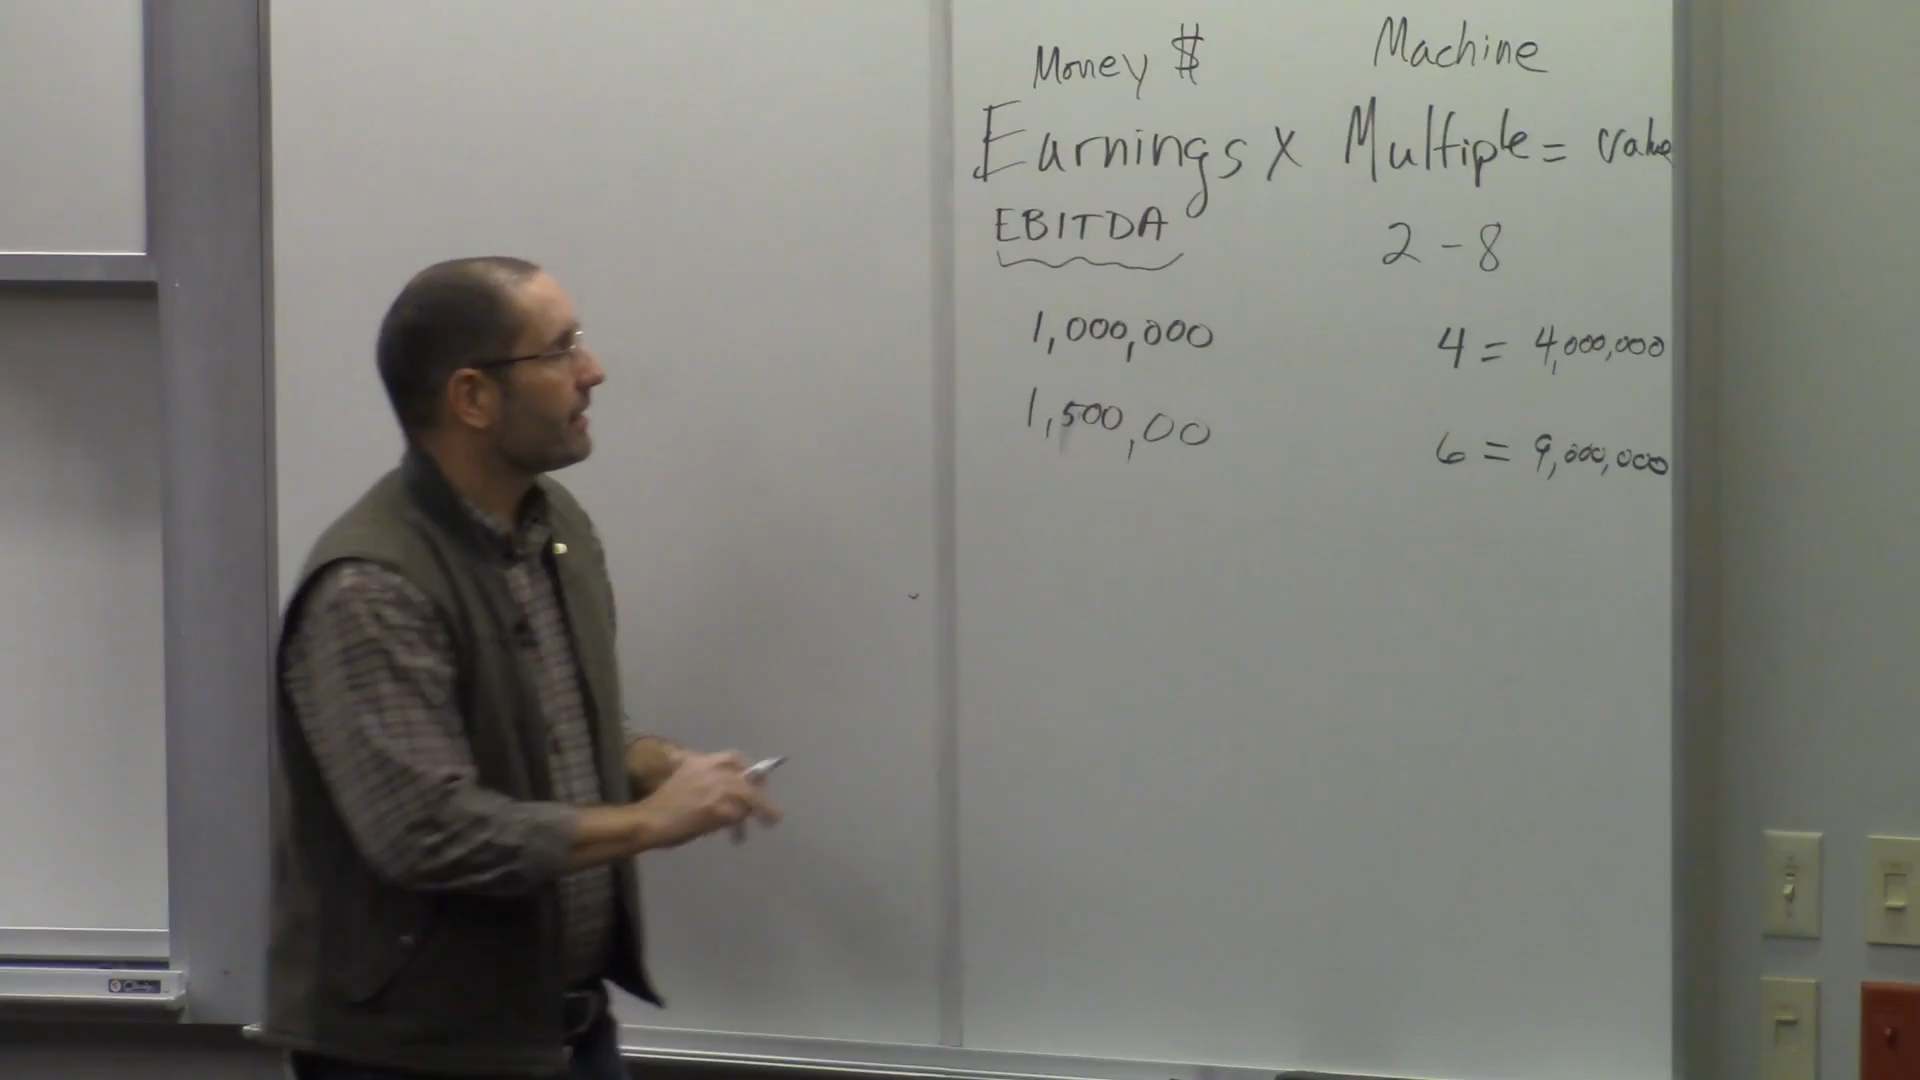 Money $ Machine
Earnings x Multiple = value
EBITDA 2-8
1,000,000 4 = 4,000,000
1,500,00 6 = 9,000,000